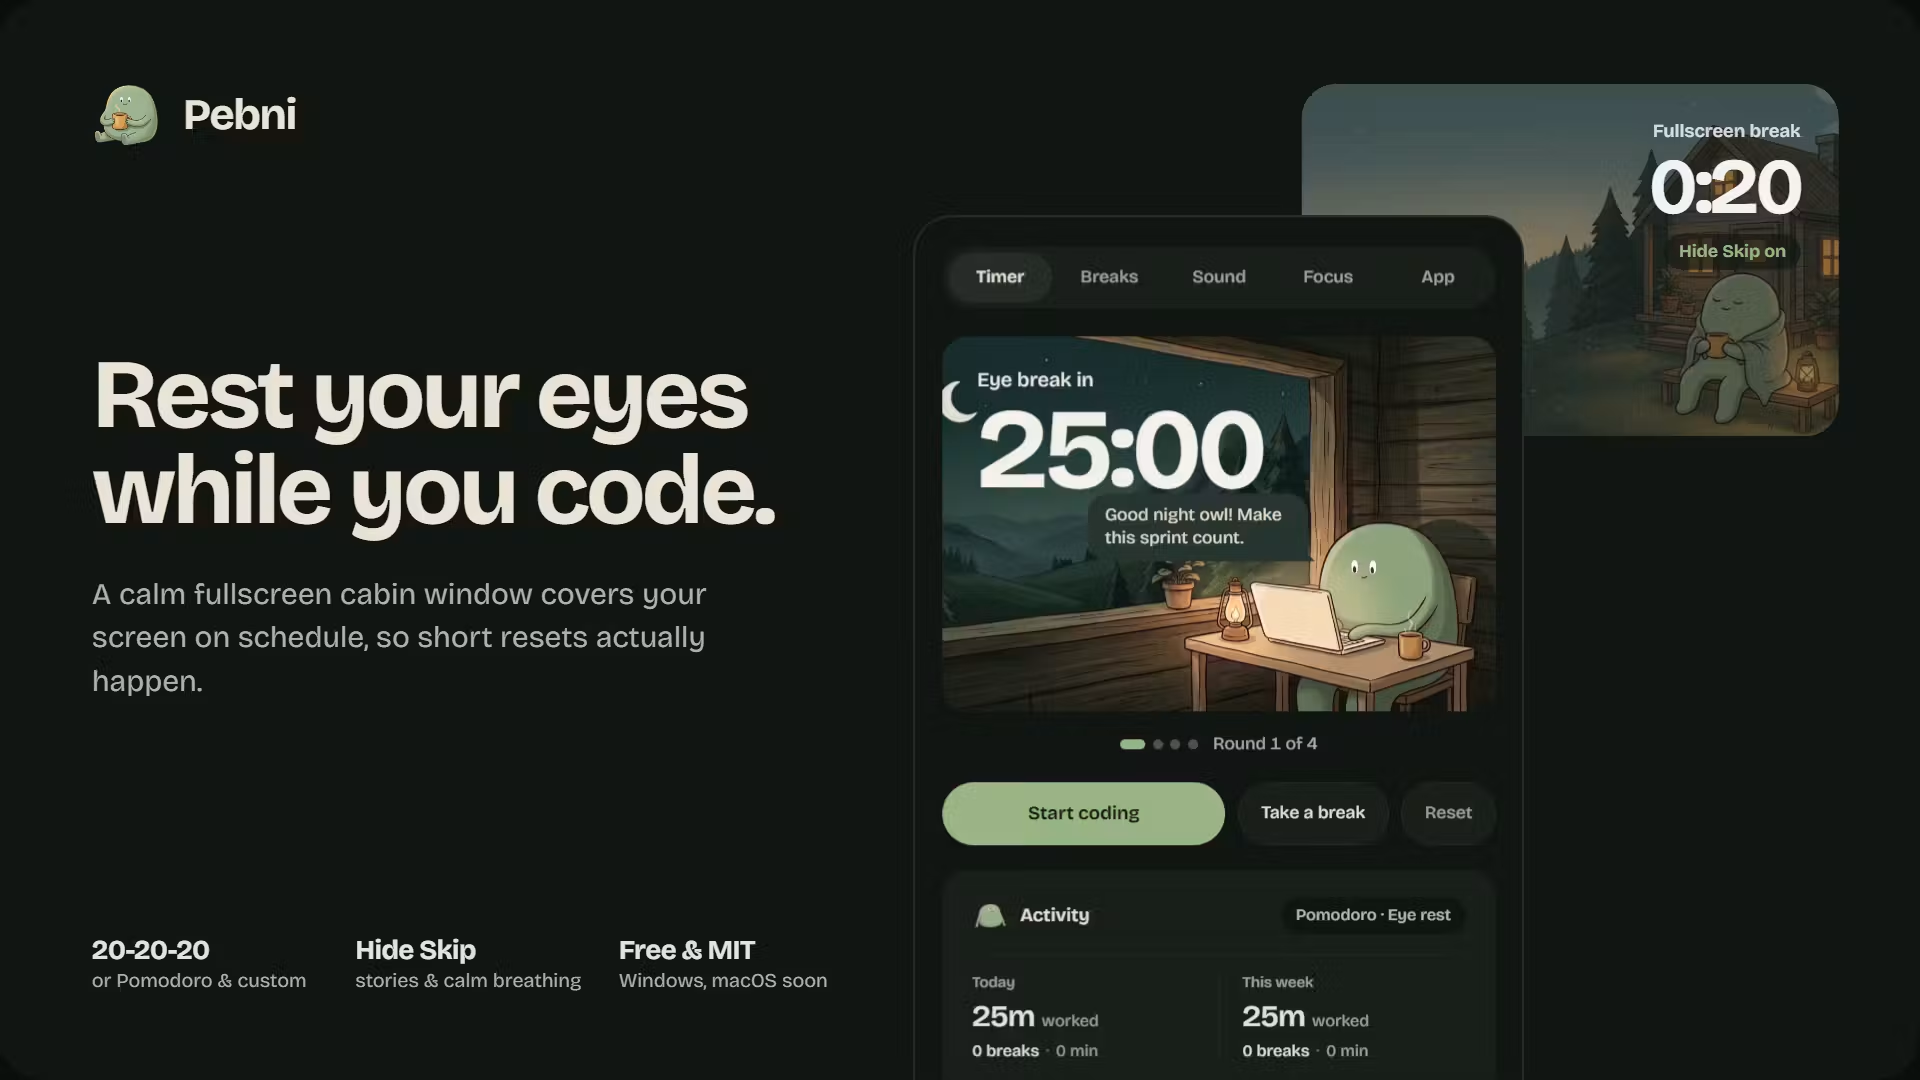 Pebni
Rest your eyes
while you code.
A calm fullscreen cabin window covers your
screen on schedule, so short resets actually
happen.
20-20-20
or Pomodoro & custom
Hide Skip
stories & calm breathing
Free & MIT
Windows, macOS soon
Fullscreen break
0:20
Hide Skip on
Timer Breaks Sound Focus App
Eye break in
25:00
Good night owl! Make
this sprint count.
Round 1 of 4
Start coding Take a break Reset
Activity Pomodoro · Eye rest
Today
25m worked
0 breaks · 0 min
This week
25m worked
0 breaks · 0 min